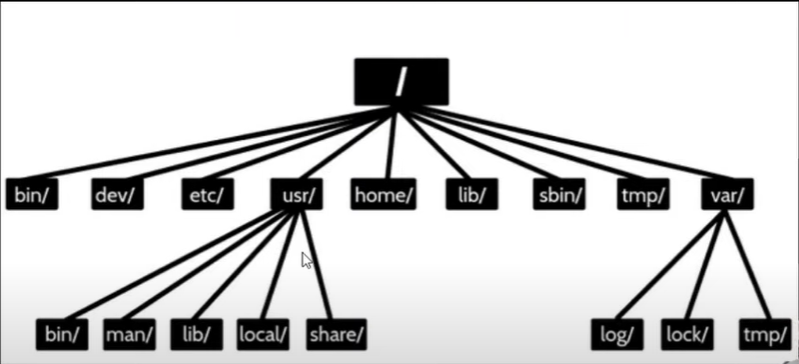 /
bin/ dev/ etc/ usr/ home/ lib/ sbin/ tmp/ var/
bin/ man/ lib/ local/ share/ log/ lock/ tmp/